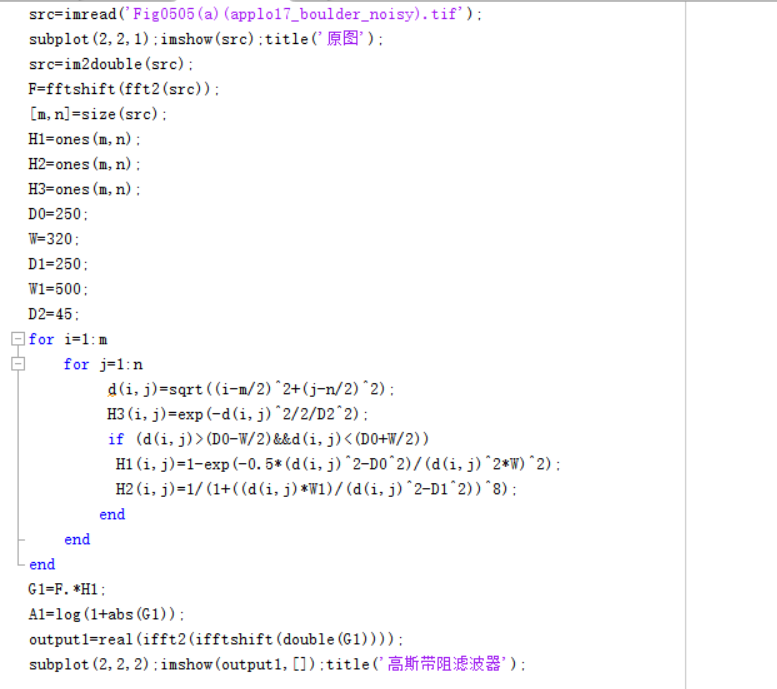 src=imread('Fig0505(a)(applo17_boulder_noisy).tif');
subplot(2,2,1);imshow(src);title('原图');
src=im2double(src);
F=fftshift(fft2(src));
[m,n]=size(src);
H1=ones(m,n);
H2=ones(m,n);
H3=ones(m,n);
D0=250;
W=320;
D1=250;
W1=500;
D2=45;
for i=1:m
for j=1:n
d(i,j)=sqrt((i-m/2)^2+(j-n/2)^2);
H3(i,j)=exp(-d(i,j)^2/2/D2^2);
if (d(i,j)>(D0-W/2)&&d(i,j)<(D0+W/2))
H1(i,j)=1-exp(-0.5*(d(i,j)^2-D0^2)/(d(i,j)^2*W)^2);
H2(i,j)=1/(1+((d(i,j)*W1)/(d(i,j)^2-D1^2))^8);
end
end
end
G1=F.*H1;
A1=log(1+abs(G1));
output1=real(ifft2(ifftshift(double(G1))));
subplot(2,2,2);imshow(output1,[]);title('高斯带阻滤波器');